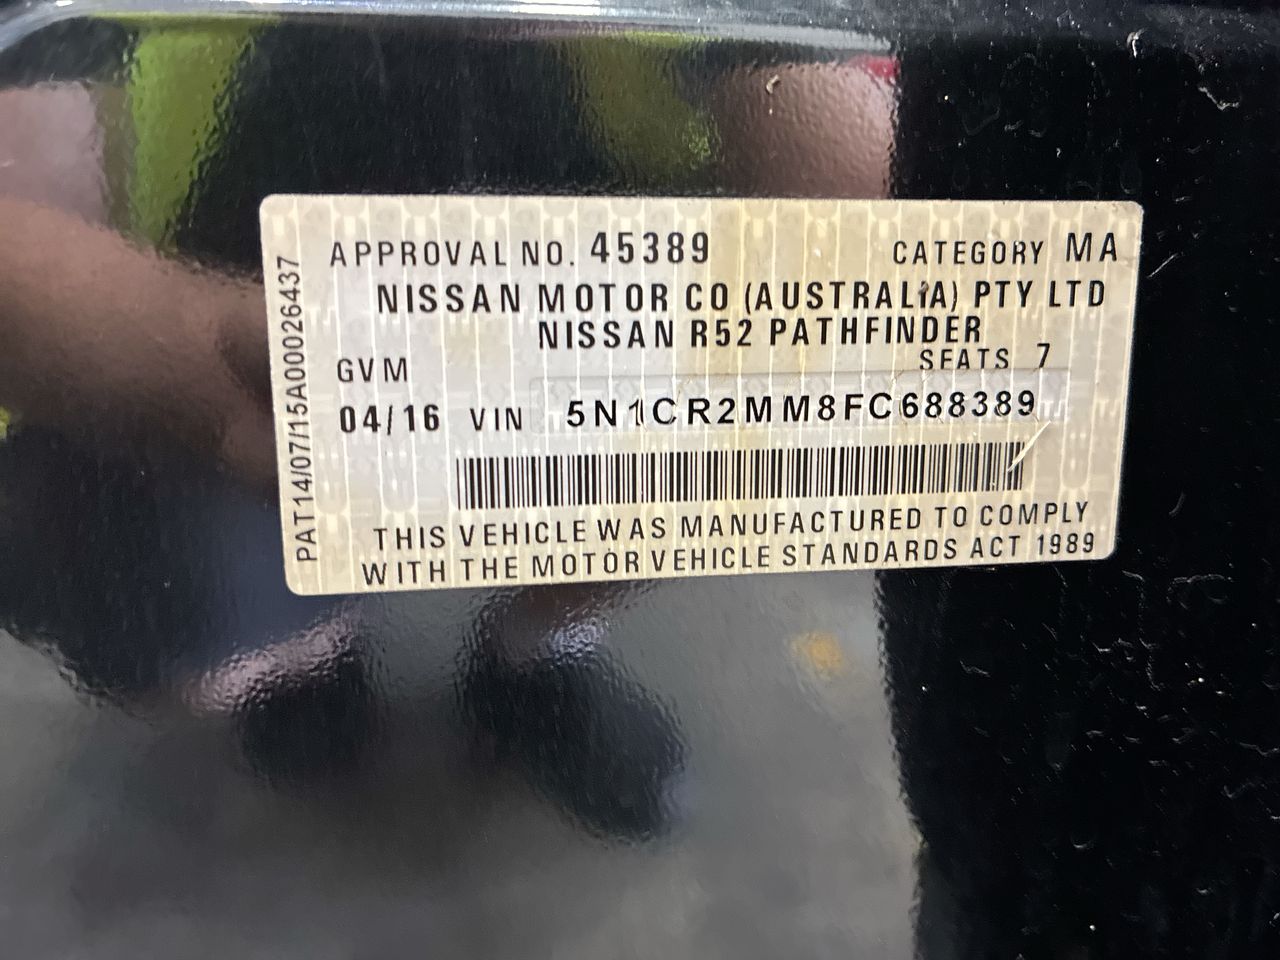 APPROVAL NO. 45389 CATEGORY MA
NISSAN MOTOR CO (AUSTRALIA) PTY LTD
NISSAN R52 PATHFINDER
GVM SEATS 7
04/16 VIN 5N1CR2MM8FC688389
THIS VEHICLE WAS MANUFACTURED TO COMPLY
WITH THE MOTOR VEHICLE STANDARDS ACT 1989
PAT14/07/15A00026437